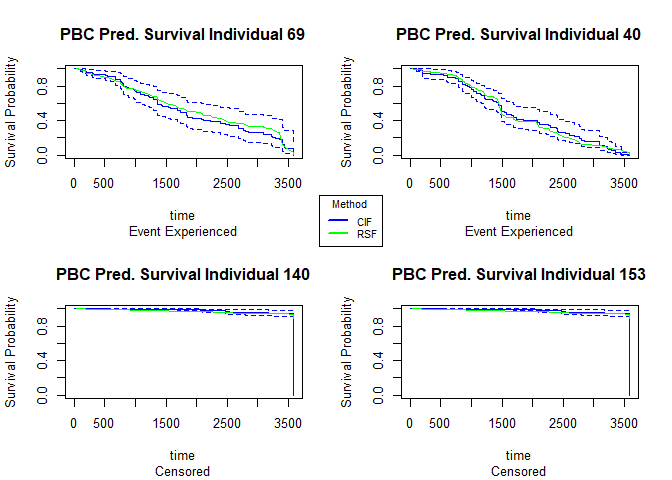 PBC Pred. Survival Individual 69
Survival Probability
0.0 0.4 0.8
0 500 1500 2500 3500
time
Event Experienced
PBC Pred. Survival Individual 40
Survival Probability
0.0 0.4 0.8
0 500 1500 2500 3500
time
Event Experienced
Method
CIF
RSF
PBC Pred. Survival Individual 140
Survival Probability
0.0 0.4 0.8
0 500 1500 2500 3500
time
Censored
PBC Pred. Survival Individual 153
Survival Probability
0.0 0.4 0.8
0 500 1500 2500 3500
time
Censored